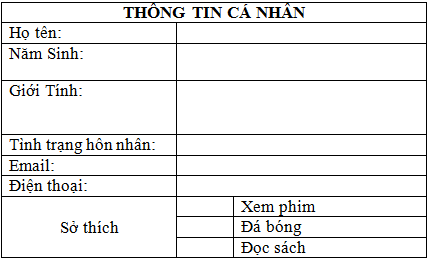 THÔNG TIN CÁ NHÂN
Họ tên:
Năm Sinh:
Giới Tính:
Tình trạng hôn nhân:
Email:
Điện thoại:
Sở thích
Xem phim
Đá bóng
Đọc sách